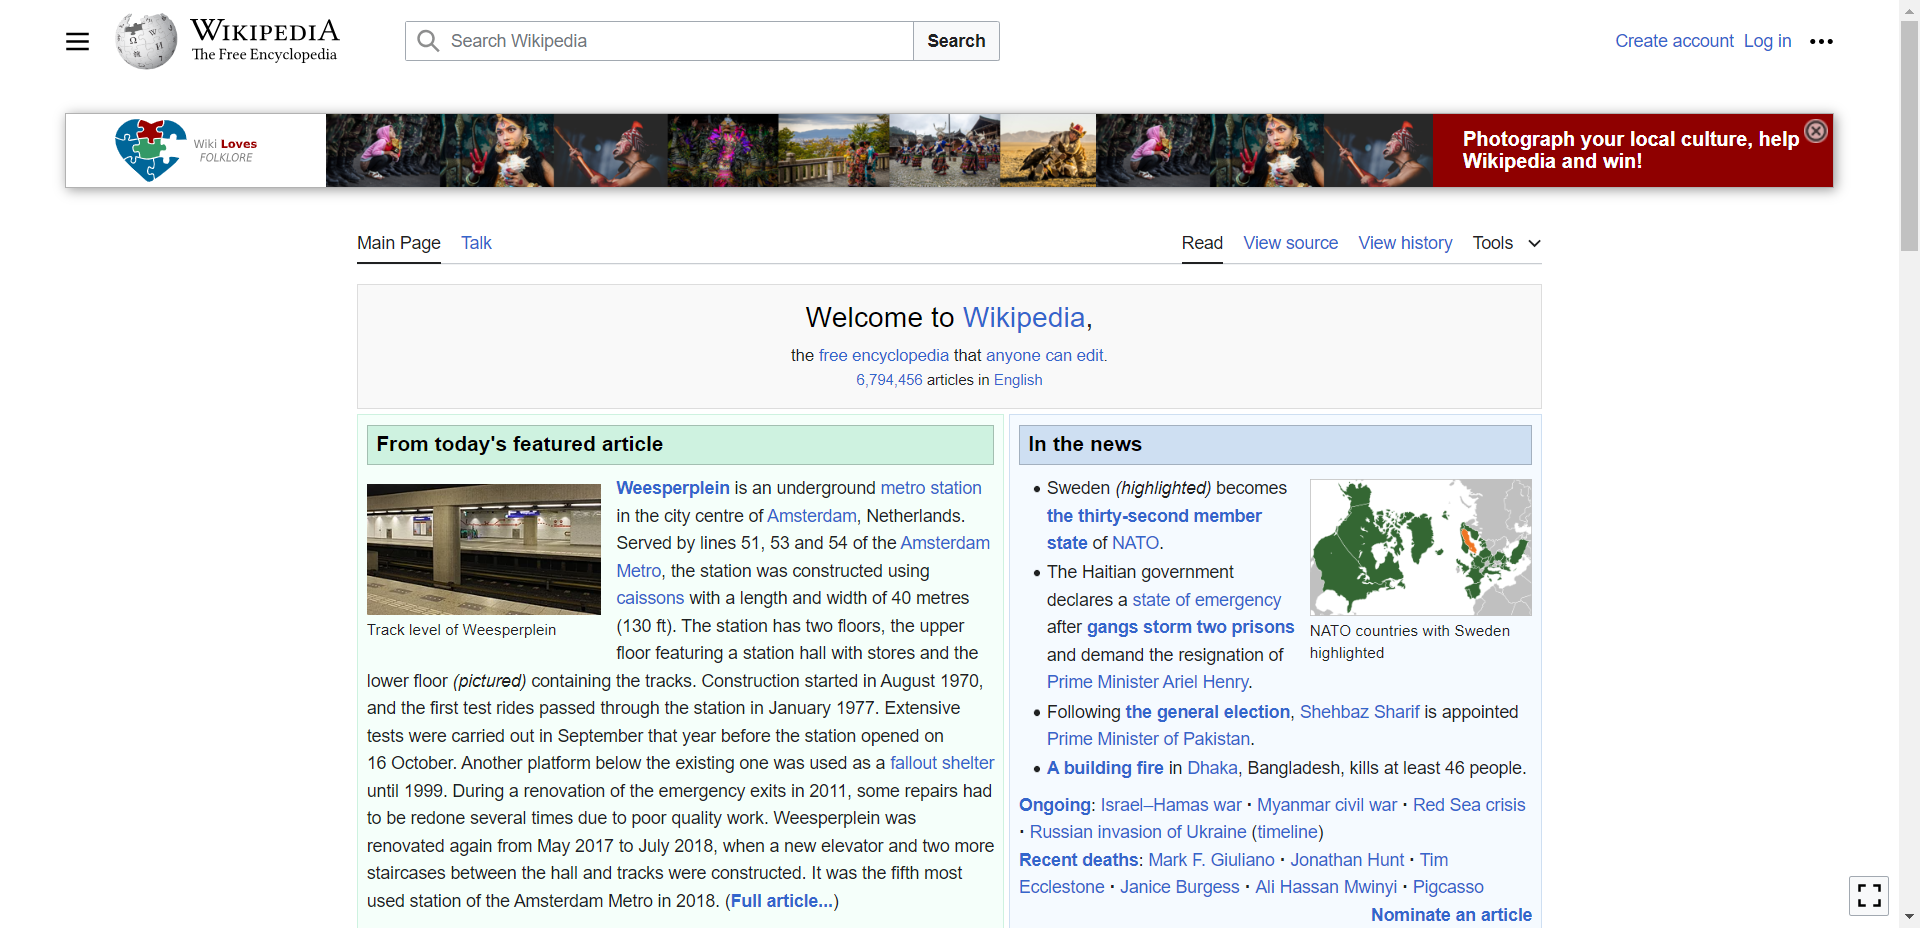 WIKIPEDIA
The Free Encyclopedia
Search Wikipedia
Search
Create account Log in
Wiki Loves
FOLKLORE
Photograph your local culture, help
Wikipedia and win!
Main Page Talk
Read View source View history Tools
Welcome to Wikipedia,
the free encyclopedia that anyone can edit.
6,794,456 articles in English
From today's featured article
Track level of Weesperplein
Weesperplein is an underground metro station
in the city centre of Amsterdam, Netherlands.
Served by lines 51, 53 and 54 of the Amsterdam
Metro, the station was constructed using
caissons with a length and width of 40 metres
(130 ft). The station has two floors, the upper
floor featuring a station hall with stores and the
lower floor (pictured) containing the tracks. Construction started in August 1970,
and the first test rides passed through the station in January 1977. Extensive
tests were carried out in September that year before the station opened on
16 October. Another platform below the existing one was used as a fallout shelter
until 1999. During a renovation of the emergency exits in 2011, some repairs had
to be redone several times due to poor quality work. Weesperplein was
renovated again from May 2017 to July 2018, when a new elevator and two more
staircases between the hall and tracks were constructed. It was the fifth most
used station of the Amsterdam Metro in 2018. (Full article...)
In the news
• Sweden (highlighted) becomes
the thirty-second member
state of NATO.
• The Haitian government
declares a state of emergency
after gangs storm two prisons
and demand the resignation of
Prime Minister Ariel Henry.
NATO countries with Sweden
highlighted
• Following the general election, Shehbaz Sharif is appointed
Prime Minister of Pakistan.
• A building fire in Dhaka, Bangladesh, kills at least 46 people.
Ongoing: Israel–Hamas war · Myanmar civil war · Red Sea crisis
· Russian invasion of Ukraine (timeline)
Recent deaths: Mark F. Giuliano · Jonathan Hunt · Tim
Ecclestone · Janice Burgess · Ali Hassan Mwinyi · Pigcasso
Nominate an article